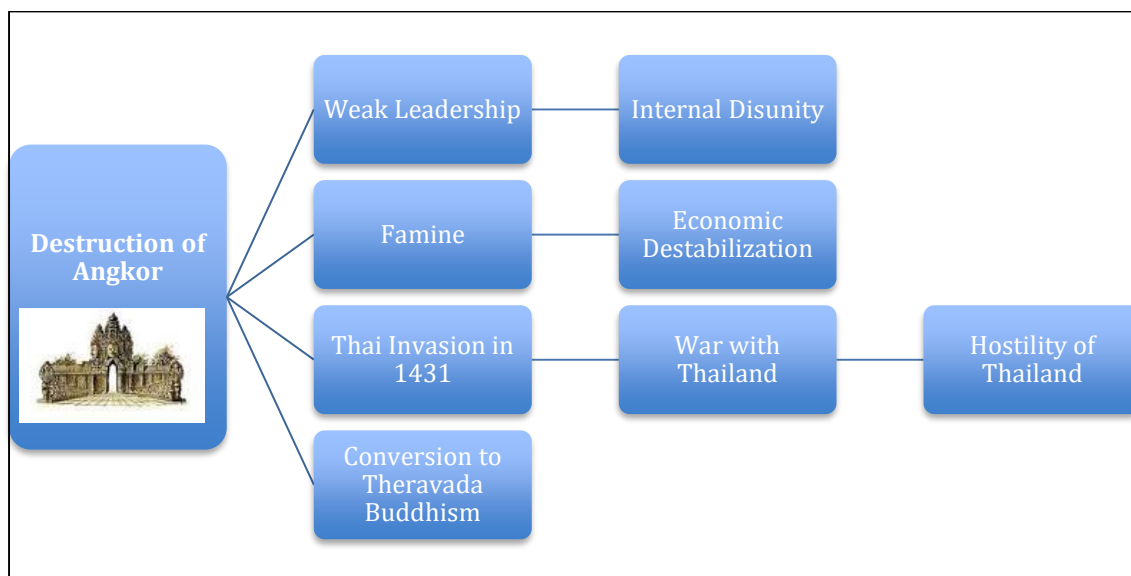 Destruction of
Angkor
Weak Leadership
Internal Disunity
Famine
Economic
Destabilization
Thai Invasion in
1431
War with
Thailand
Hostility of
Thailand
Conversion to
Theravada
Buddhism